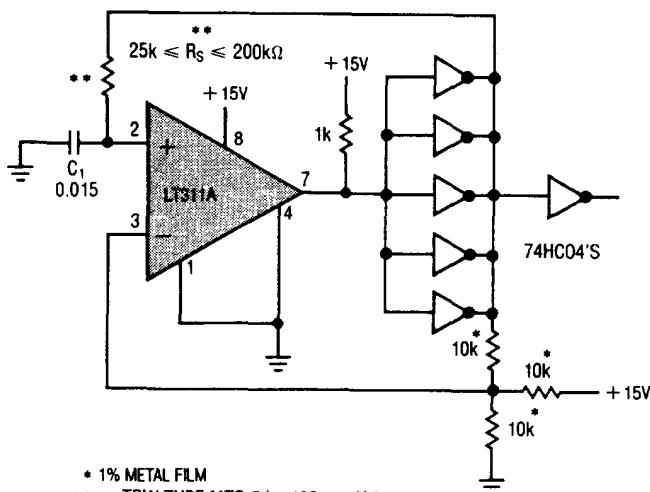 **
25k ≤ RS ≤ 200kΩ
**
+15V
+15V
2
+
8
1k
C1
0.015
LT311A
7
4
3
−
1
74HC04'S
10k*
10k*
+15V
10k*
* 1% METAL FILM